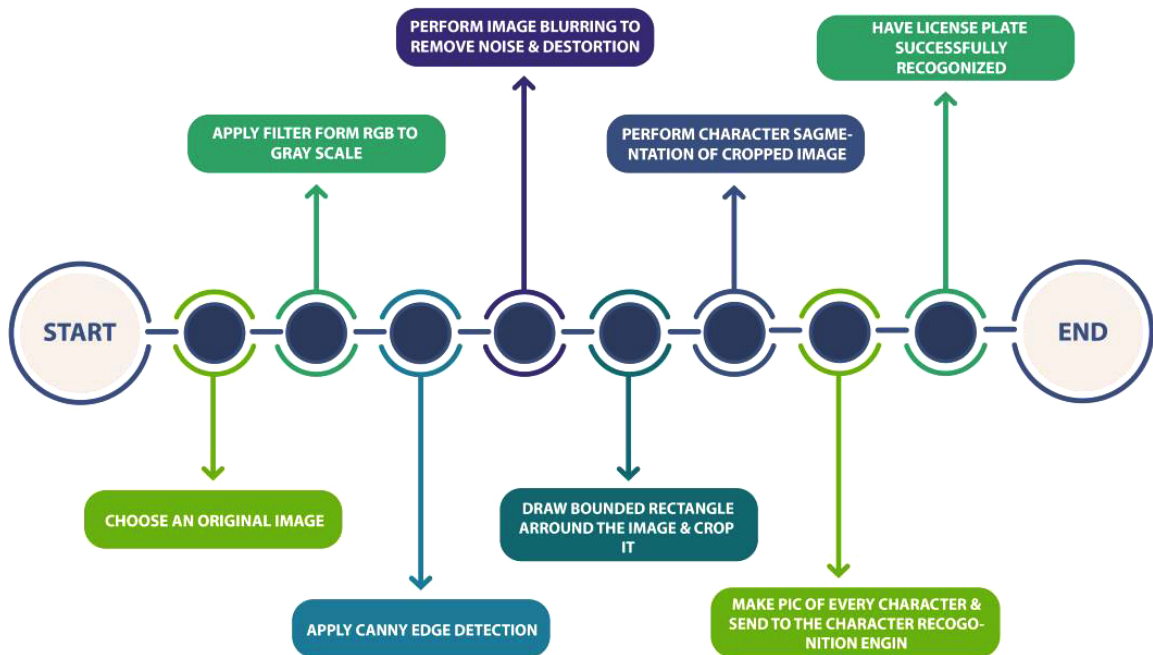 PERFORM IMAGE BLURRING TO
REMOVE NOISE & DESTORTION
HAVE LICENSE PLATE
SUCCESSFULLY
RECOGONIZED
APPLY FILTER FORM RGB TO
GRAY SCALE
PERFORM CHARACTER SAGME-
NTATION OF CROPPED IMAGE
START
END
CHOOSE AN ORIGINAL IMAGE
DRAW BOUNDED RECTANGLE
ARROUND THE IMAGE & CROP
IT
APPLY CANNY EDGE DETECTION
MAKE PIC OF EVERY CHARACTER &
SEND TO THE CHARACTER RECOGO-
NITION ENGIN